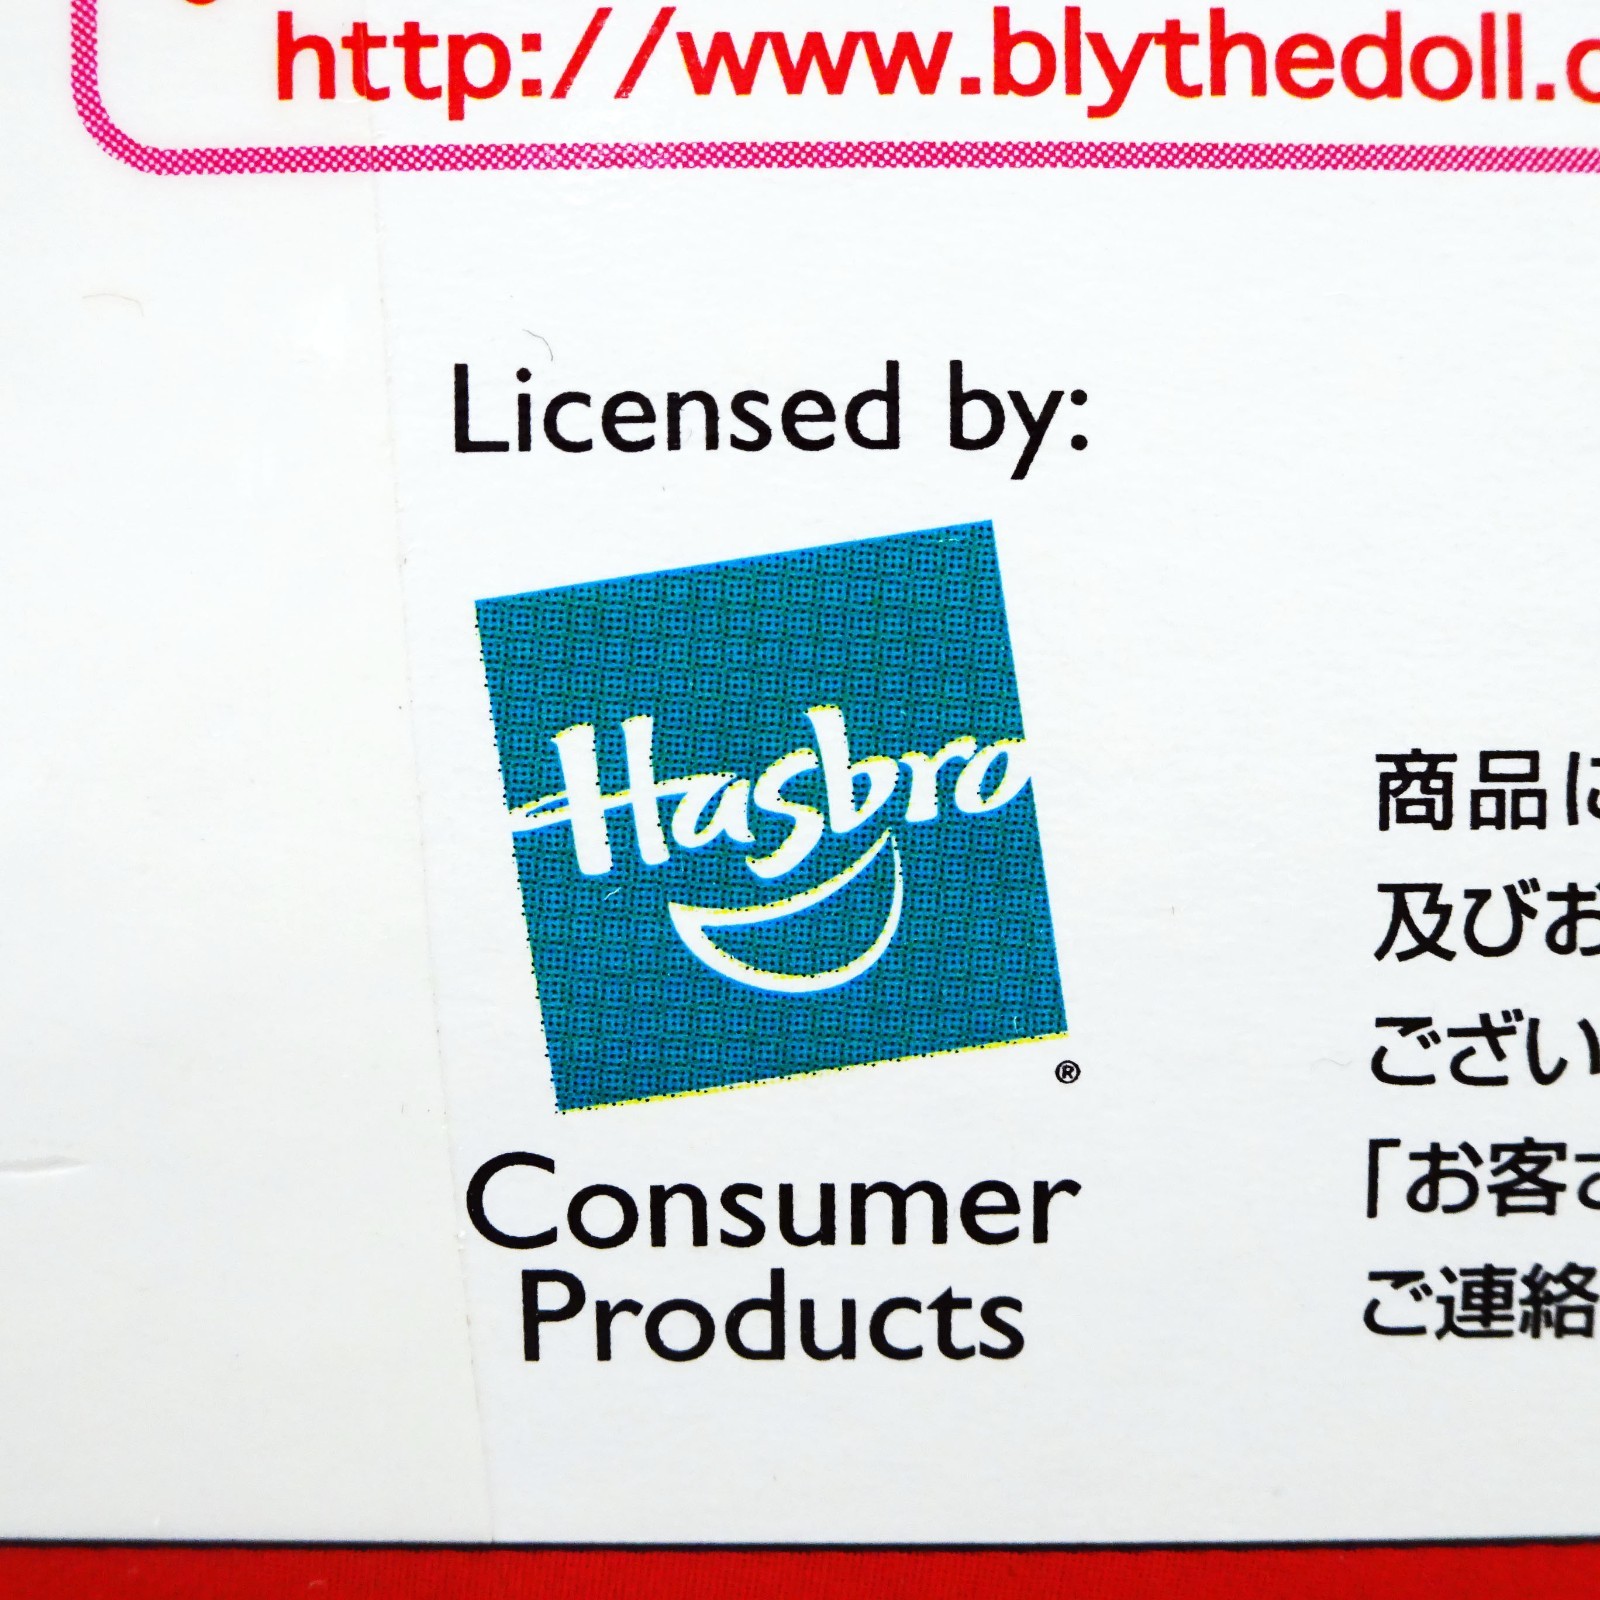 http://www.blythedoll.c
Licensed by:
Hasbro
®
Consumer
Products
商品に
及びお
ござい
「お客さ
ご連絡